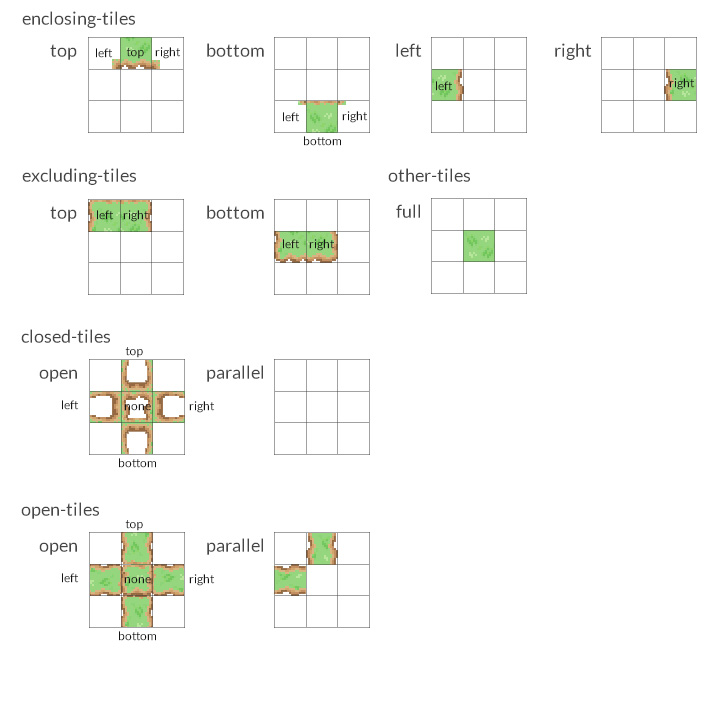 enclosing-tiles
top
left
top
right
bottom
left
right
bottom
left
left
right
right
excluding-tiles
top
left
right
bottom
left
right
other-tiles
full
closed-tiles
open
top
left
none
right
bottom
parallel
open-tiles
open
top
left
none
right
bottom
parallel